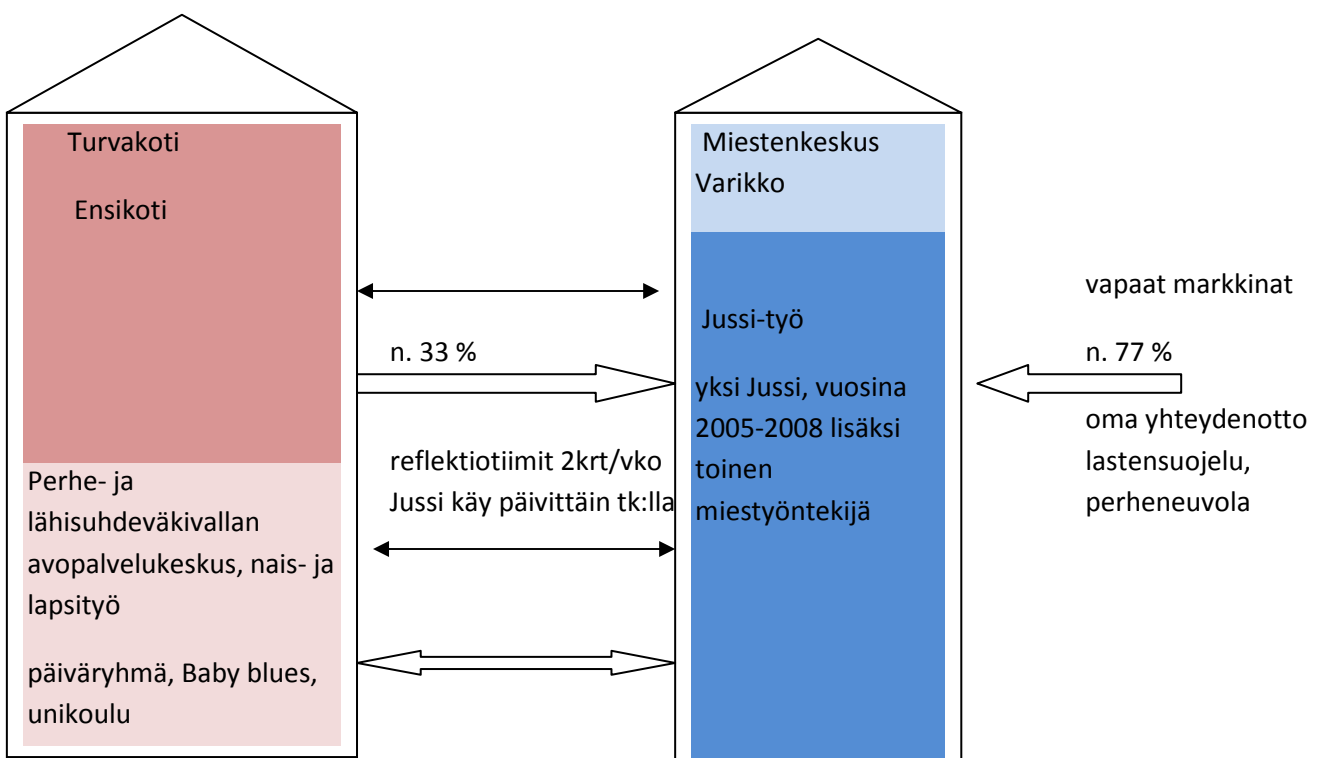 Turvakoti
Ensikoti
Perhe- ja
lähisuhdeväkivallan
avopalvelukeskus, nais- ja
lapsityö
päiväryhmä, Baby blues,
unikoulu
n. 33 %
reflektiotiimit 2krt/vko
Jussi käy päivittäin tk:lla
Miestenkeskus
Varikko
Jussi-työ
yksi Jussi, vuosina
2005-2008 lisäksi
toinen
miestyöntekijä
vapaat markkinat
n. 77 %
oma yhteydenotto
lastensuojelu,
perheneuvola